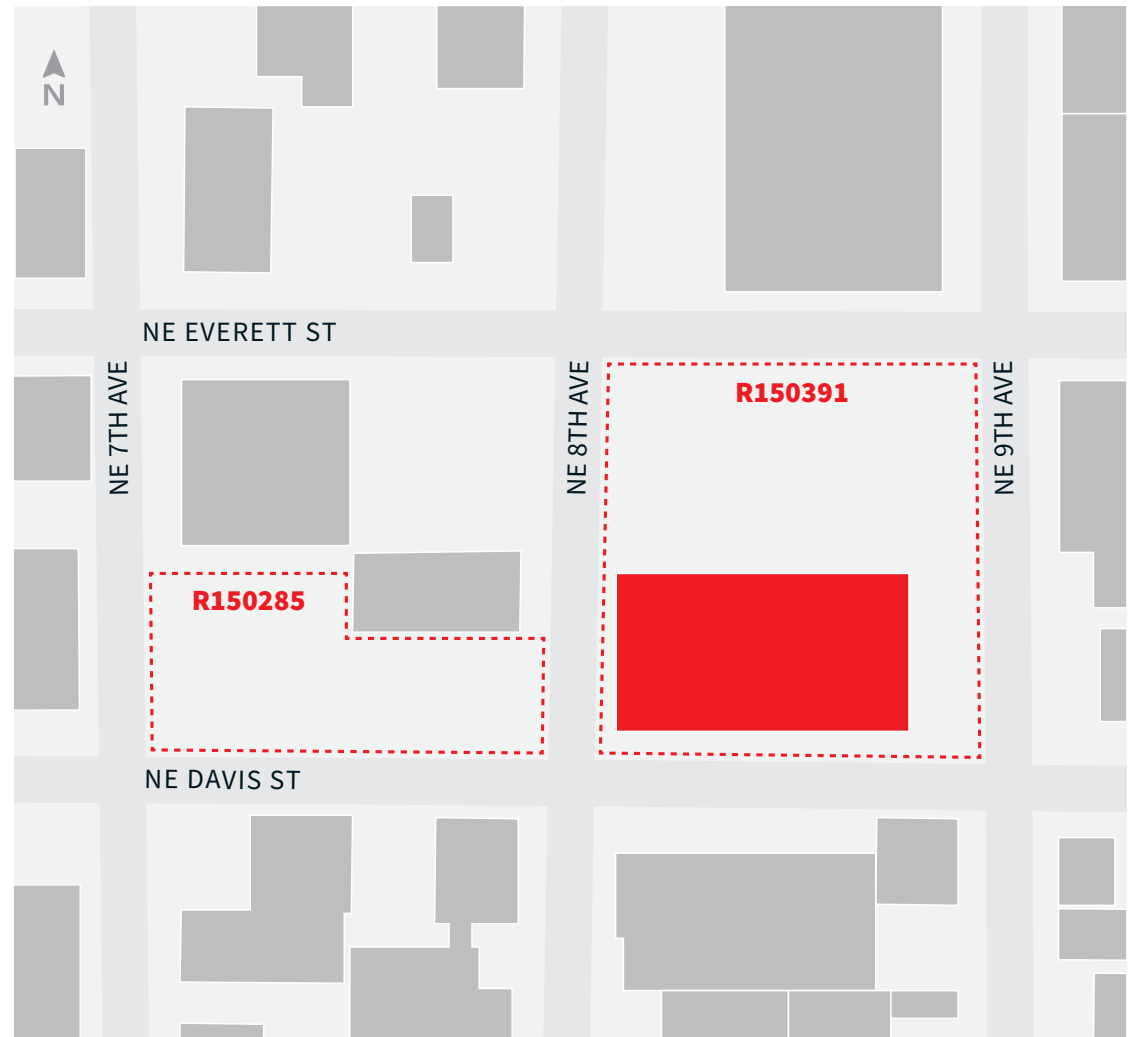 N
NE EVERETT ST
NE 7TH AVE
NE 8TH AVE
NE 9TH AVE
R150391
R150285
NE DAVIS ST